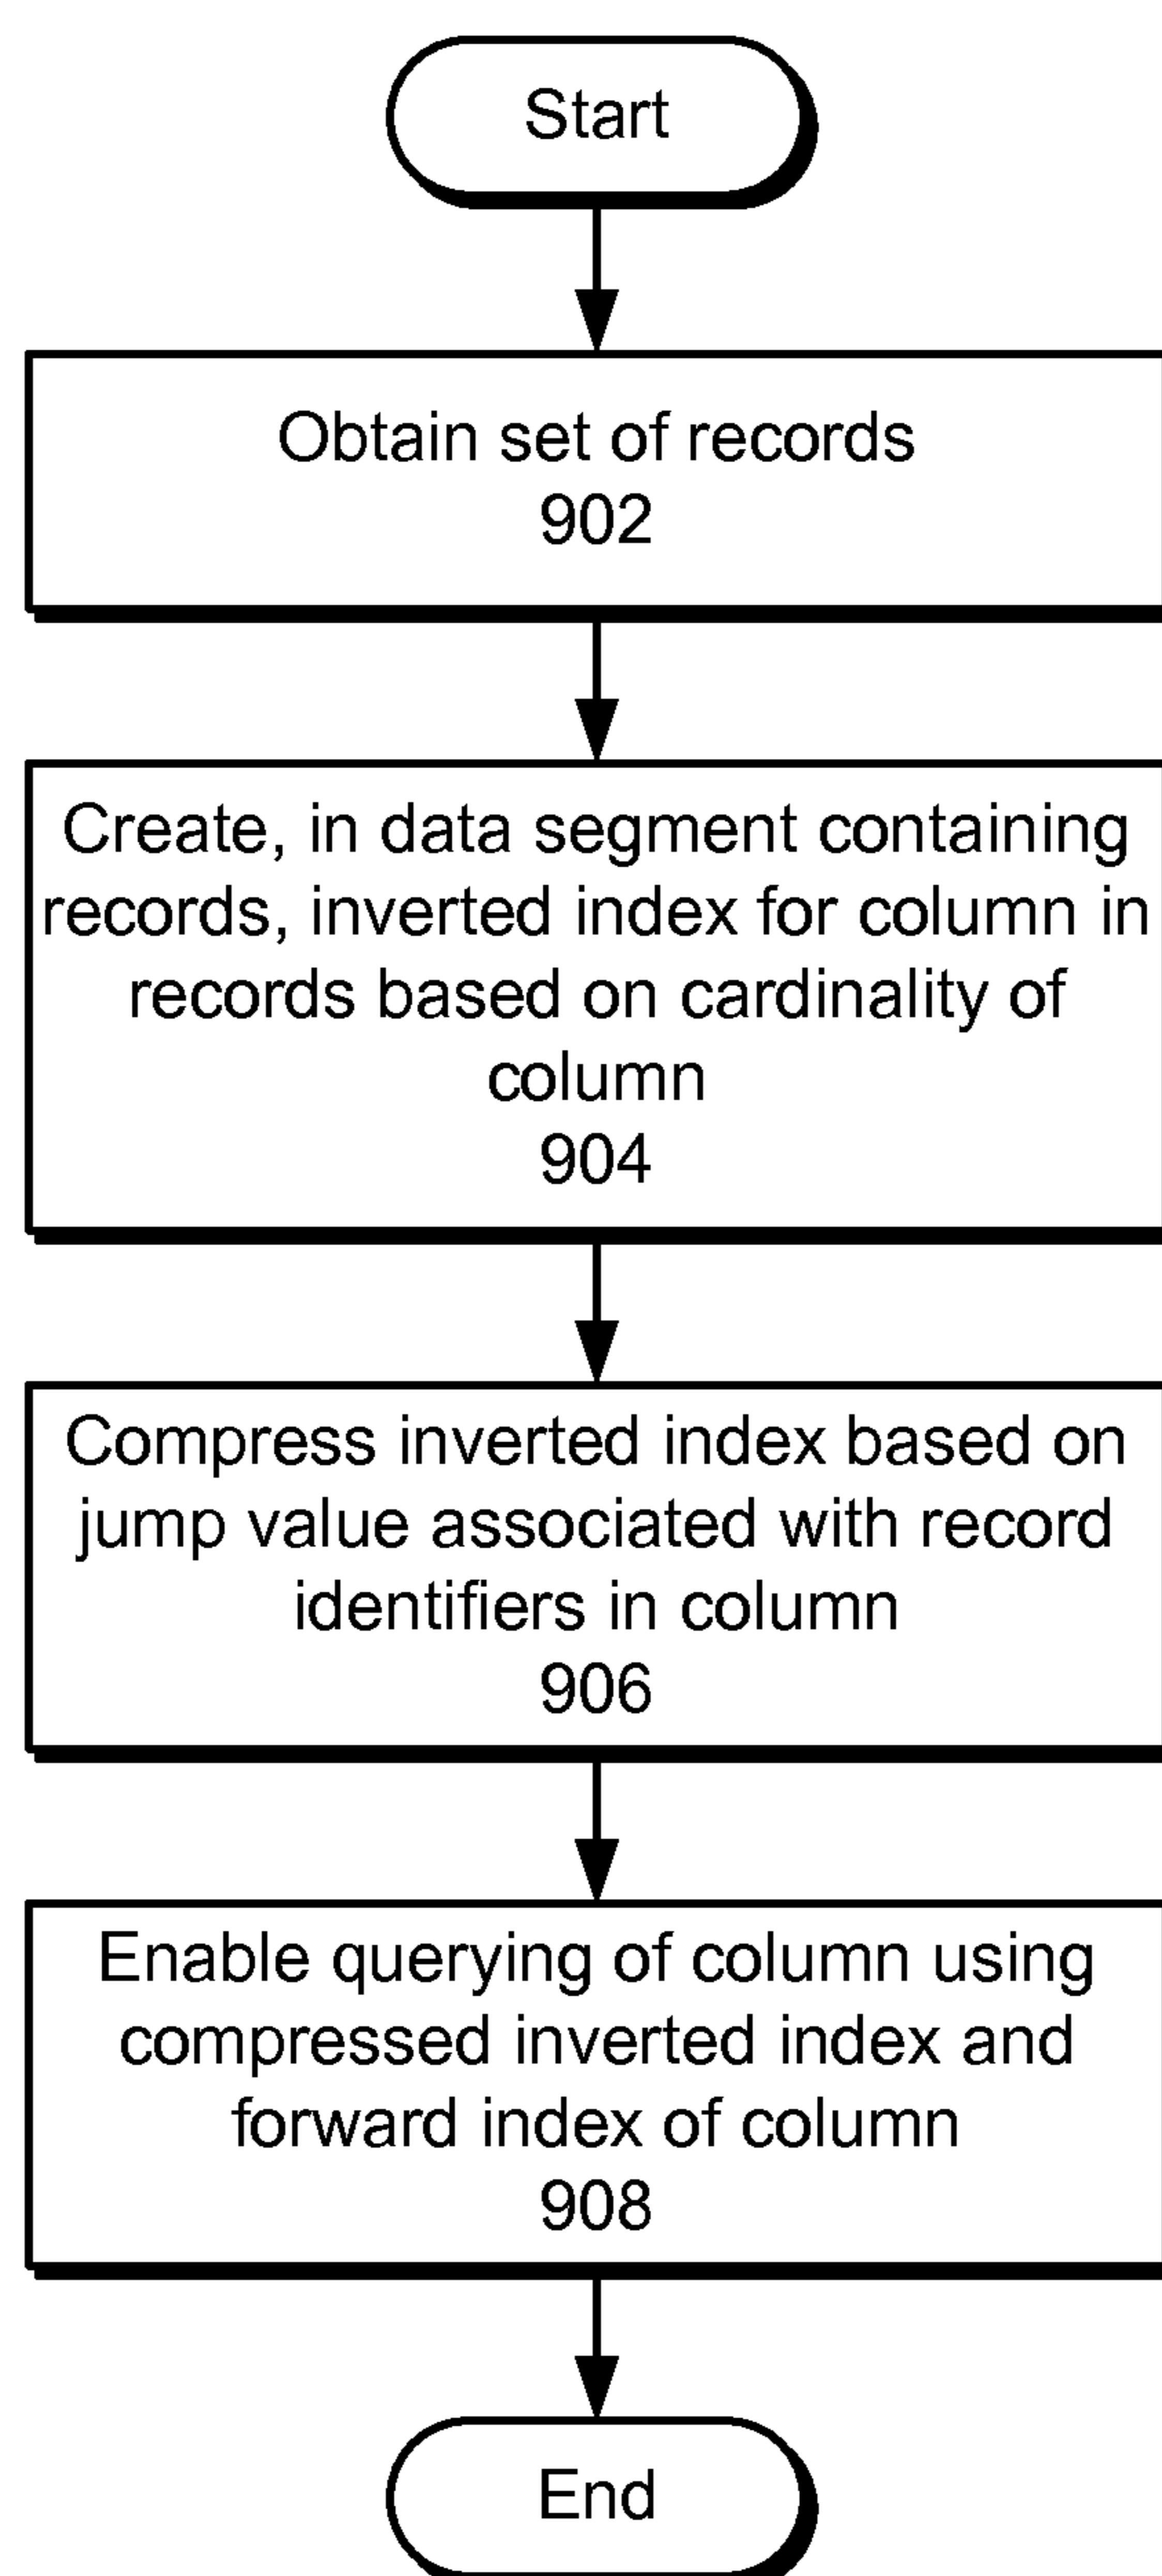 Start
Obtain set of records
902
Create, in data segment containing
records, inverted index for column in
records based on cardinality of
column
904
Compress inverted index based on
jump value associated with record
identifiers in column
906
Enable querying of column using
compressed inverted index and
forward index of column
908
End